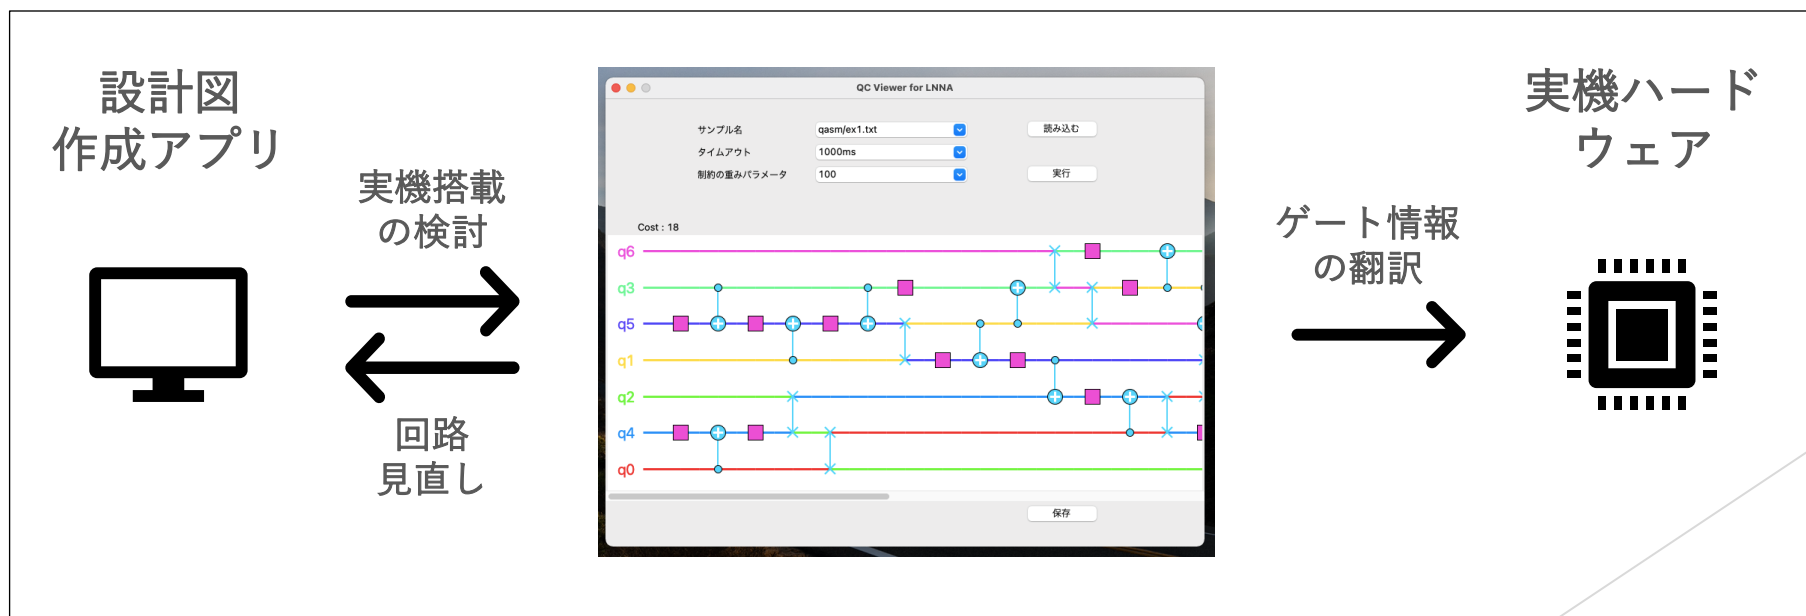 設計図
作成アプリ
実機搭載
の検討
回路
見直し
QC Viewer for LNNA
サンプル名
qasm/ex1.txt
読み込む
タイムアウト
1000ms
制約の重みパラメータ
100
実行
Cost : 18
q6
q3
q5
q1
q2
q4
q0
保存
ゲート情報
の翻訳
実機ハード
ウェア